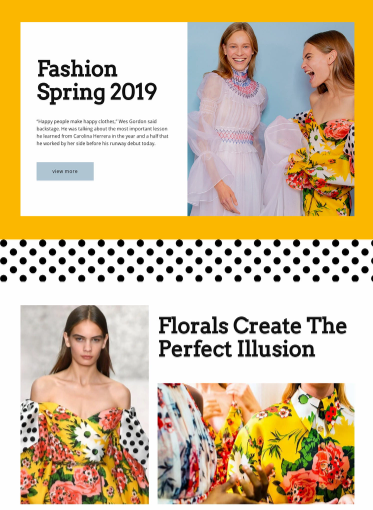 Fashion
Spring 2019
"Happy people make happy clothes," Wes Gordon said
backstage. He was talking about the most important lesson
he learned from Carolina Herrera in the year and a half that
he worked by her side before his runway debut today.
view more
Florals Create The
Perfect Illusion